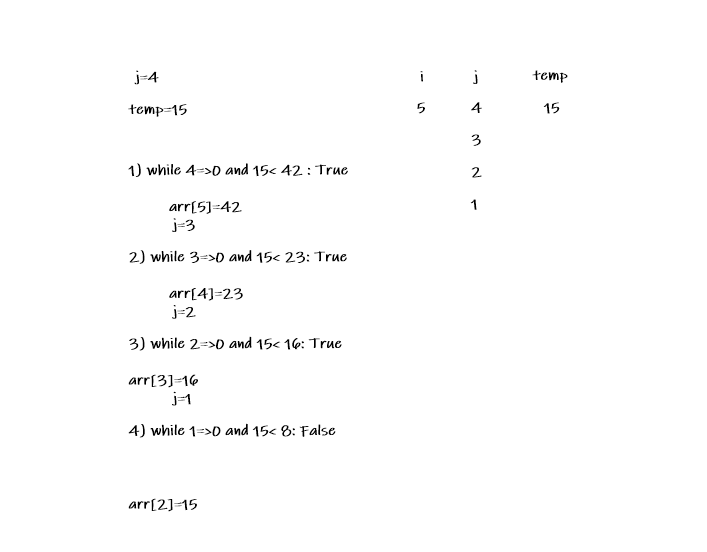 j=4 i j temp
temp=15 5 4 15
3
1) while 4=>0 and 15< 42 : True 2
arr[5]=42 1
j=3
2) while 3=>0 and 15< 23: True
arr[4]=23
j=2
3) while 2=>0 and 15< 16: True
arr[3]=16
j=1
4) while 1=>0 and 15< 8: False
arr[2]=15